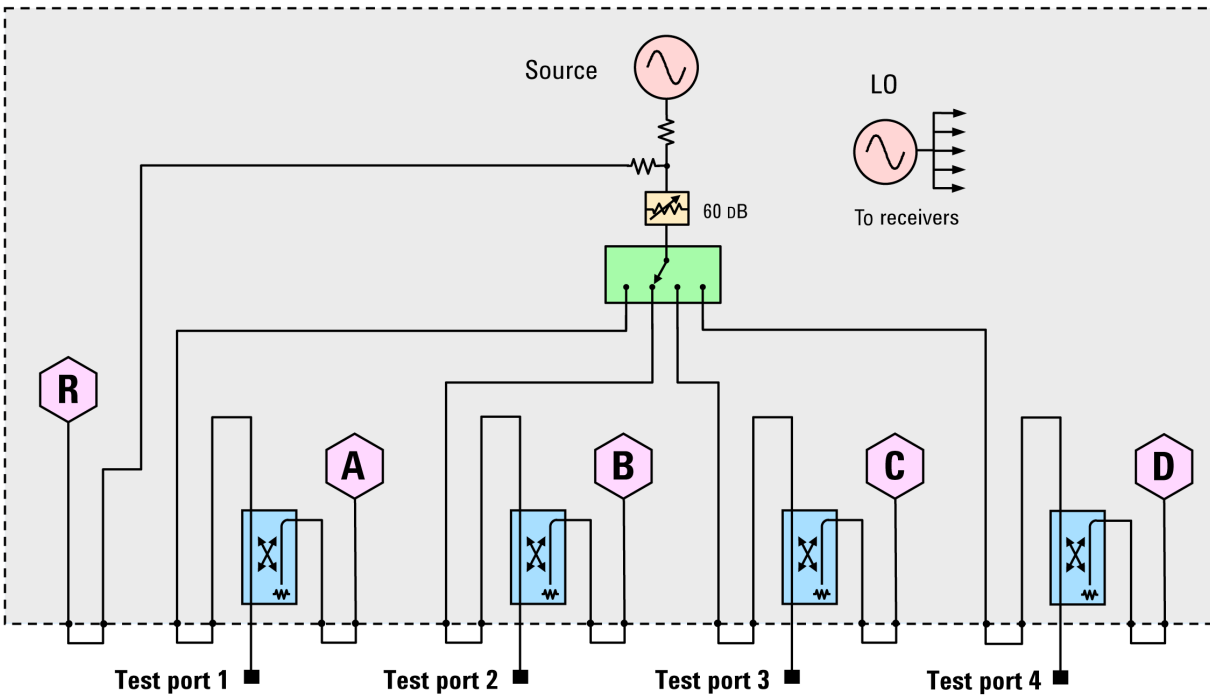 Source
LO
60 DB
To receivers
R
A
B
C
D
Test port 1
Test port 2
Test port 3
Test port 4